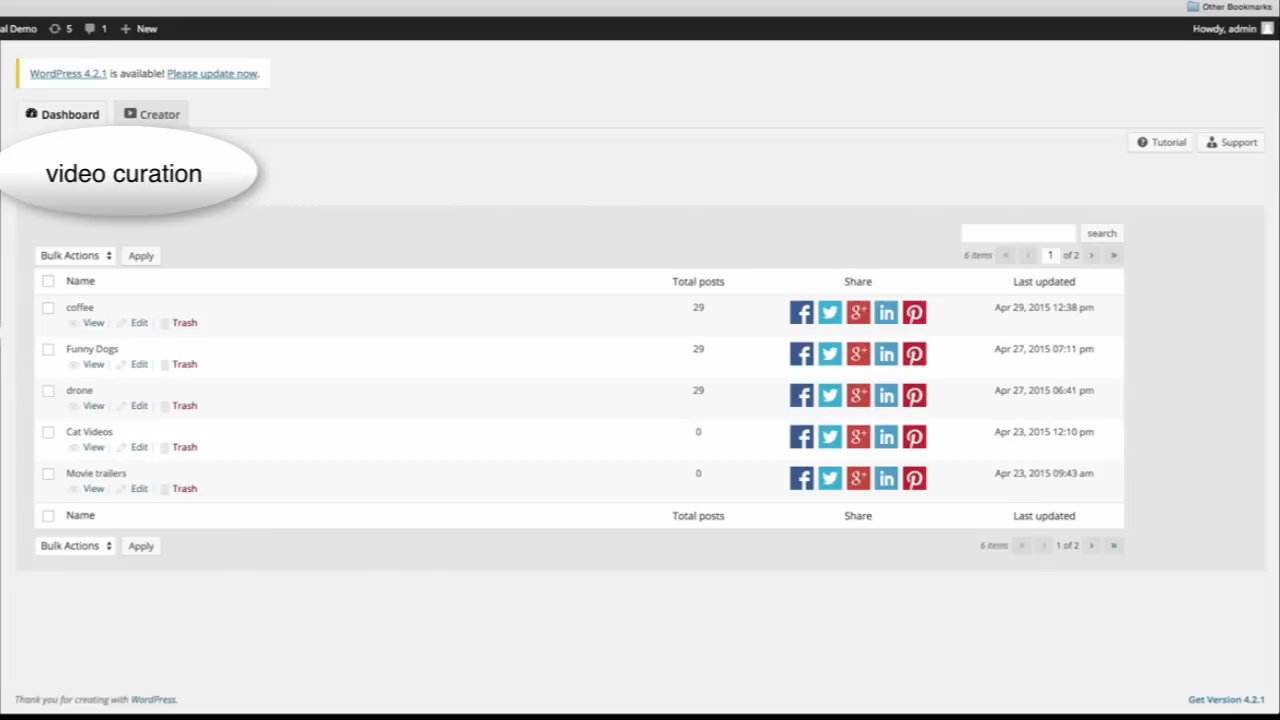 Other Bookmarks
al Demo 5 1 + New Howdy, admin
WordPress 4.2.1 is available! Please update now.
Dashboard Creator
Tutorial Support
video curation
search
Bulk Actions Apply 6 items « ‹ 1 of 2 › »
Name Total posts Share Last updated
coffee 29 Apr 29, 2015 12:38 pm
View | Edit | Trash
Funny Dogs 29 Apr 27, 2015 07:11 pm
View | Edit | Trash
drone 29 Apr 27, 2015 06:41 pm
View | Edit | Trash
Cat Videos 0 Apr 23, 2015 12:10 pm
View | Edit | Trash
Movie trailers 0 Apr 23, 2015 09:43 am
View | Edit | Trash
Name Total posts Share Last updated
Bulk Actions Apply 6 items « ‹ 1 of 2 › »
Thank you for creating with WordPress. Get Version 4.2.1